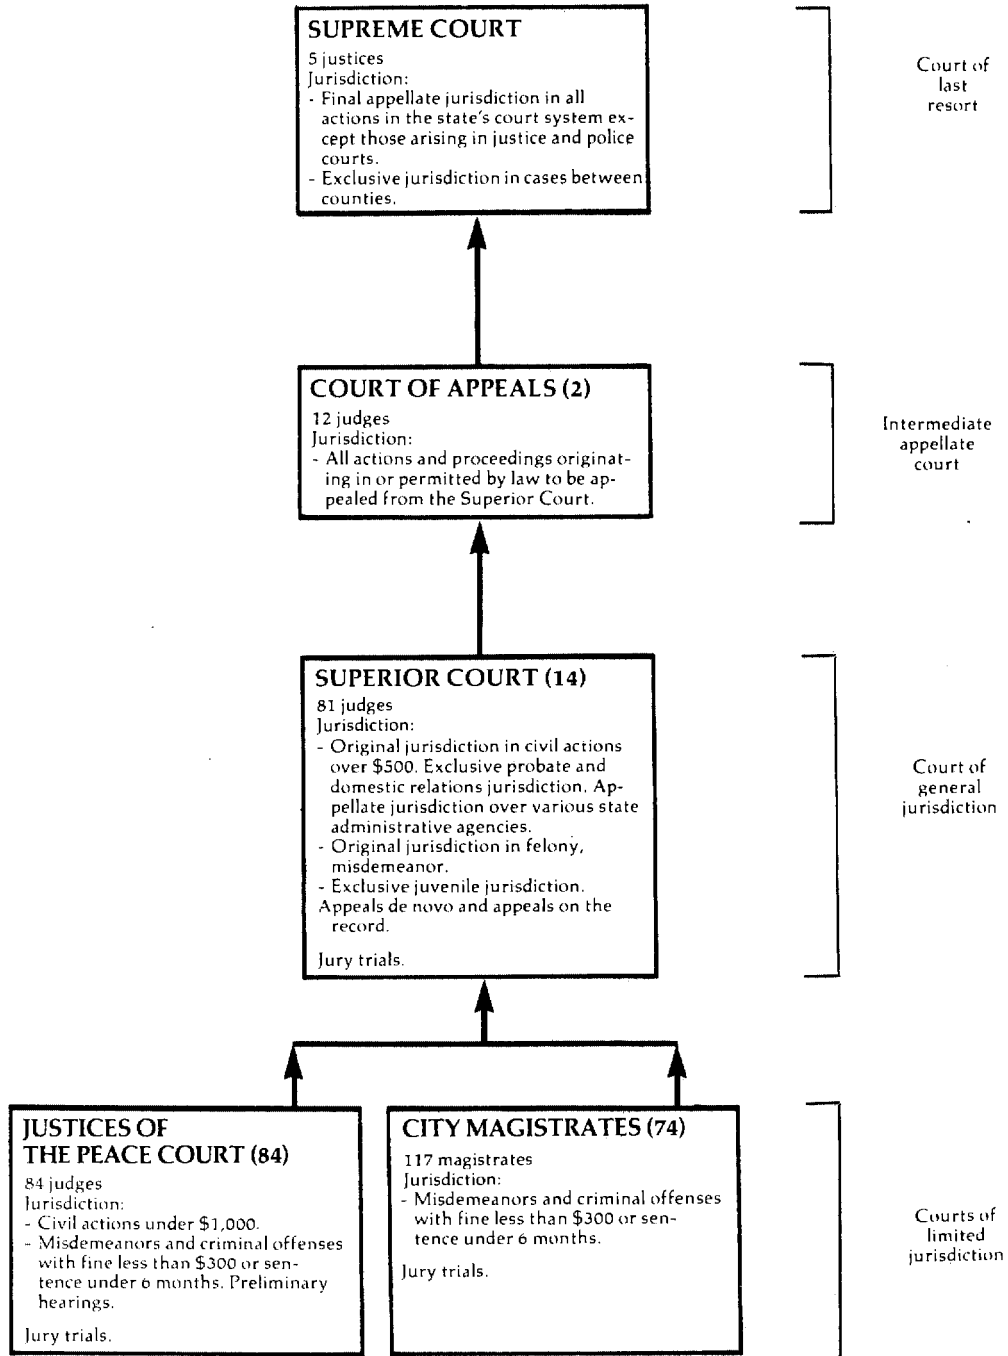 SUPREME COURT
5 justices
Jurisdiction:
- Final appellate jurisdiction in all
actions in the state's court system ex-
cept those arising in justice and police
courts.
- Exclusive jurisdiction in cases between
counties.
Court of
last
resort
COURT OF APPEALS (2)
12 judges
Jurisdiction:
- All actions and proceedings originat-
ing in or permitted by law to be ap-
pealed from the Superior Court.
Intermediate
appellate
court
SUPERIOR COURT (14)
81 judges
Jurisdiction:
- Original jurisdiction in civil actions
over $500. Exclusive probate and
domestic relations jurisdiction. Ap-
pellate jurisdiction over various state
administrative agencies.
- Original jurisdiction in felony,
misdemeanor.
- Exclusive juvenile jurisdiction.
Appeals de novo and appeals on the
record.
Jury trials.
Court of
general
jurisdiction
JUSTICES OF
THE PEACE COURT (84)
84 judges
Jurisdiction:
- Civil actions under $1,000.
- Misdemeanors and criminal offenses
with fine less than $300 or sen-
tence under 6 months. Preliminary
hearings.
Jury trials.
CITY MAGISTRATES (74)
117 magistrates
Jurisdiction:
- Misdemeanors and criminal offenses
with fine less than $300 or sen-
tence under 6 months.
Jury trials.
Courts of
limited
jurisdiction